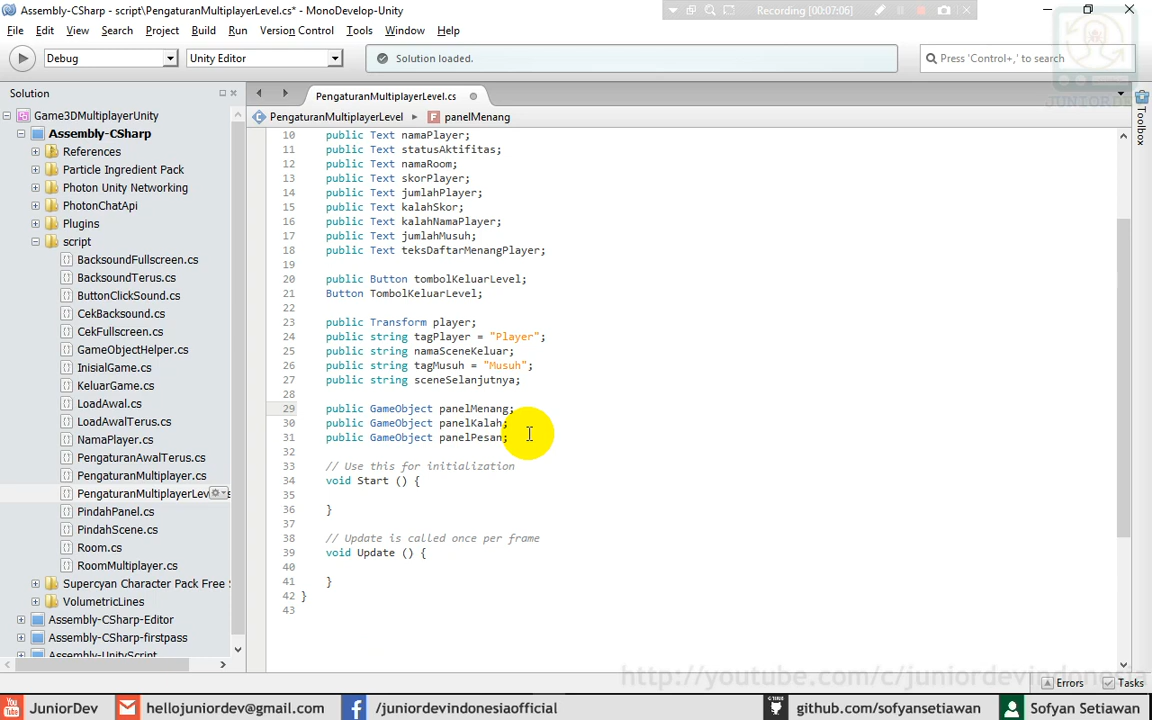 Assembly-CSharp - script\PengaturanMultiplayerLevel.cs* - MonoDevelop-Unity
Recording [00:07:06]
File Edit View Search Project Build Run Version Control Tools Window Help
Debug Unity Editor Solution loaded. Press 'Control+,' to search
JUNIORDEV
Solution
PengaturanMultiplayerLevel.cs
Toolbox
Game3DMultiplayerUnity
PengaturanMultiplayerLevel panelMenang
Assembly-CSharp
References
Particle Ingredient Pack
Photon Unity Networking
PhotonChatApi
Plugins
script
BacksoundFullscreen.cs
BacksoundTerus.cs
ButtonClickSound.cs
CekBacksound.cs
CekFullscreen.cs
GameObjectHelper.cs
InisialGame.cs
KeluarGame.cs
LoadAwal.cs
LoadAwalTerus.cs
NamaPlayer.cs
PengaturanAwalTerus.cs
PengaturanMultiplayer.cs
PengaturanMultiplayerLev
PindahPanel.cs
PindahScene.cs
Room.cs
RoomMultiplayer.cs
Supercyan Character Pack Free
VolumetricLines
Assembly-CSharp-Editor
Assembly-CSharp-firstpass
Assembly-UnityScript
10 public Text namaPlayer;
11 public Text statusAktifitas;
12 public Text namaRoom;
13 public Text skorPlayer;
14 public Text jumlahPlayer;
15 public Text kalahSkor;
16 public Text kalahNamaPlayer;
17 public Text jumlahMusuh;
18 public Text teksDaftarMenangPlayer;
19
20 public Button tombolKeluarLevel;
21 Button TombolKeluarLevel;
22
23 public Transform player;
24 public string tagPlayer = "Player";
25 public string namaSceneKeluar;
26 public string tagMusuh = "Musuh";
27 public string sceneSelanjutnya;
28
29 public GameObject panelMenang;
30 public GameObject panelKalah;
31 public GameObject panelPesan;
32
33 // Use this for initialization
34 void Start () {
35
36 }
37
38 // Update is called once per frame
39 void Update () {
40
41 }
42 }
43
http://youtube.com/c/juniordevindonesia
Errors Tasks
You Tube JuniorDev hellojuniordev@gmail.com /juniordevindonesiaofficial github.com/sofyansetiawan Sofyan Setiawan